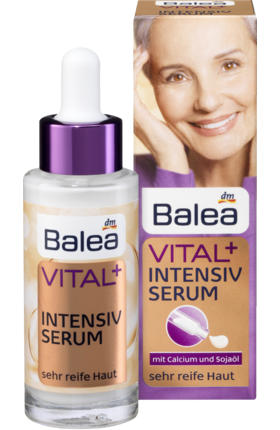 dm
Balea
VITAL+
INTENSIV
SERUM
sehr reife Haut
dm
Balea
VITAL+
INTENSIV
SERUM
mit Calcium und Sojaöl
sehr reife Haut